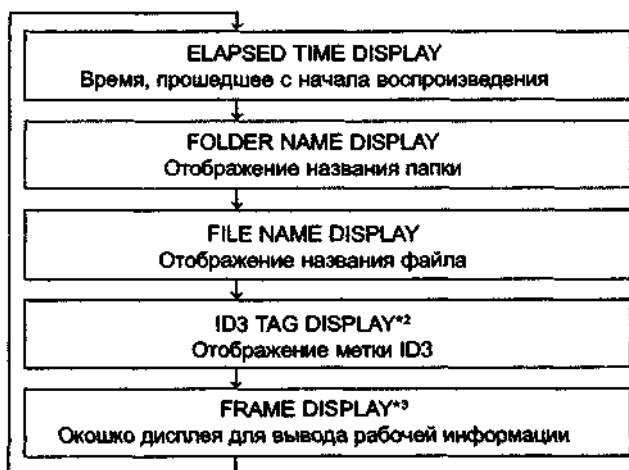 ELAPSED TIME DISPLAY
Время, прошедшее с начала воспроизведения
FOLDER NAME DISPLAY
Отображение названия папки
FILE NAME DISPLAY
Отображение названия файла
ID3 TAG DISPLAY*2
Отображение метки ID3
FRAME DISPLAY*3
Окошко дисплея для вывода рабочей информации